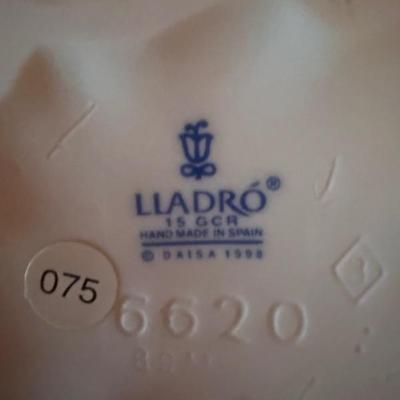 LLADRÓ®
15 GCR
HAND MADE IN SPAIN
© DAISA 1998
075
6620